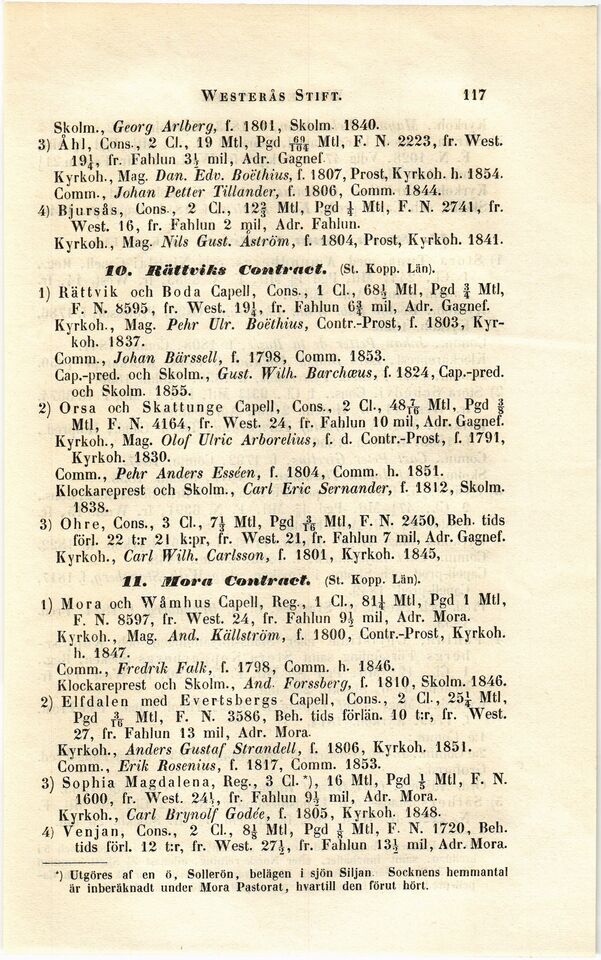 WESTERÅS STIFT. 117
Skolm., Georg Arlberg, f. 1801, Skolm. 1840.
3) Åhl, Cons., 2 Cl., 19 Mtl, Pgd 69/104 Mtl, F. N. 2223, fr. West.
19¼, fr. Fahlun 3½ mil, Adr. Gagnef.
Kyrkoh., Mag. Dan. Edv. Boëthius, f. 1807, Prost, Kyrkoh. h. 1854.
Comm., Johan Petter Tillander, f. 1806, Comm. 1844.
4) Bjursås, Cons., 2 Cl., 12⅜ Mtl, Pgd ¼ Mtl, F. N. 2741, fr.
West. 16, fr. Fahlun 2 mil, Adr. Fahlun.
Kyrkoh., Mag. Nils Gust. Åström, f. 1804, Prost, Kyrkoh. 1841.
10. Rättviks Contract. (St. Kopp. Län).
1) Rättvik och Boda Capell, Cons., 1 Cl., 68½ Mtl, Pgd ¾ Mtl,
F. N. 8595, fr. West. 19¼, fr. Fahlun 6¾ mil, Adr. Gagnef.
Kyrkoh., Mag. Pehr Ulr. Boëthius, Contr.-Prost, f. 1803, Kyr-
koh. 1837.
Comm., Johan Bärssell, f. 1798, Comm. 1853.
Cap.-pred. och Skolm., Gust. Wilh. Barchæus, f. 1824, Cap.-pred.
och Skolm. 1855.
2) Orsa och Skattunge Capell, Cons., 2 Cl., 48 7/16 Mtl, Pgd ⅜
Mtl, F. N. 4164, fr. West. 24, fr. Fahlun 10 mil, Adr. Gagnef.
Kyrkoh., Mag. Olof Ulric Arborelius, f. d. Contr.-Prost, f. 1791,
Kyrkoh. 1830.
Comm., Pehr Anders Esséen, f. 1804, Comm. h. 1851.
Klockareprest och Skolm., Carl Eric Sernander, f. 1812, Skolm.
1838.
3) Ohre, Cons., 3 Cl., 7½ Mtl, Pgd 3/16 Mtl, F. N. 2450, Beh. tids
förl. 22 t:r 21 k:pr, fr. West. 21, fr. Fahlun 7 mil, Adr. Gagnef.
Kyrkoh., Carl Wilh. Carlsson, f. 1801, Kyrkoh. 1845,
11. Mora Contract. (St. Kopp. Län).
1) Mora och Wåmhus Capell, Reg., 1 Cl., 81¼ Mtl, Pgd 1 Mtl,
F. N. 8597, fr. West. 24, fr. Fahlun 9½ mil, Adr. Mora.
Kyrkoh., Mag. And. Källström, f. 1800, Contr.-Prost, Kyrkoh.
h. 1847.
Comm., Fredrik Falk, f. 1798, Comm. h. 1846.
Klockareprest och Skolm., And. Forssberg, f. 1810, Skolm. 1846.
2) Elfdalen med Evertsbergs Capell, Cons., 2 Cl., 25¼ Mtl,
Pgd 3/16 Mtl, F. N. 3586, Beh. tids förlän. 10 t:r, fr. West.
27, fr. Fahlun 13 mil, Adr. Mora.
Kyrkoh., Anders Gustaf Strandell, f. 1806, Kyrkoh. 1851.
Comm., Erik Rosenius, f. 1817, Comm. 1853.
3) Sophia Magdalena, Reg., 3 Cl.*), 16 Mtl, Pgd ⅛ Mtl, F. N.
1600, fr. West. 24½, fr. Fahlun 9½ mil, Adr. Mora.
Kyrkoh., Carl Brynolf Godée, f. 1805, Kyrkoh. 1848.
4) Venjan, Cons., 2 Cl., 8⅛ Mtl, Pgd ⅛ Mtl, F. N. 1720, Beh.
tids förl. 12 t:r, fr. West. 27½, fr. Fahlun 13½ mil, Adr. Mora.
*) Utgöres af en ö, Sollerön, belägen i sjön Siljan. Socknens hemmantal
är inberäknadt under Mora Pastorat, hvartill den förut hört.